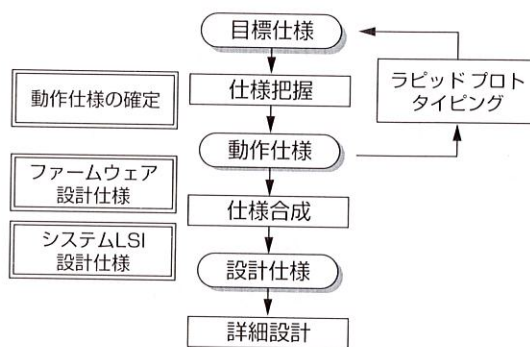 目標仕様
動作仕様の確定
仕様把握
ラピッド プロト
タイピング
動作仕様
ファームウェア
設計仕様
仕様合成
システムLSI
設計仕様
設計仕様
詳細設計